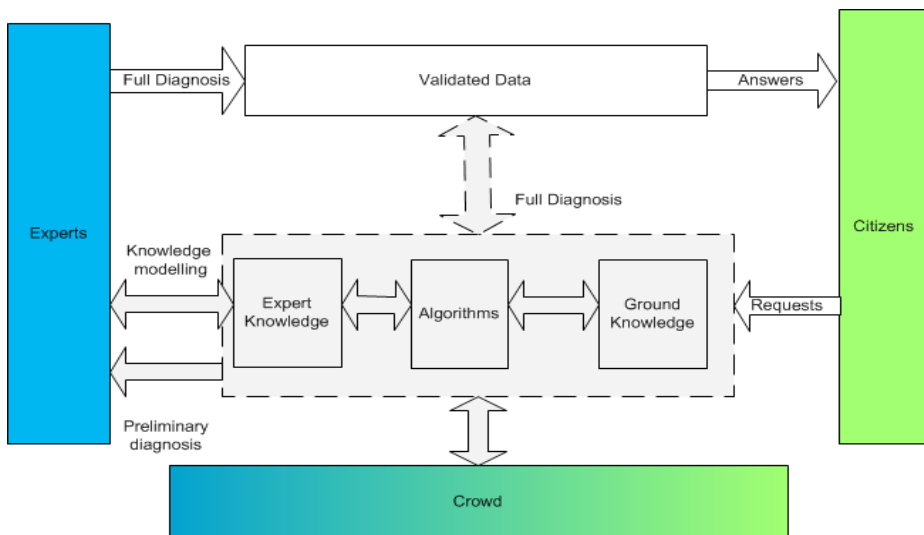 Full Diagnosis
Validated Data
Answers
Full Diagnosis
Experts
Citizens
Knowledge
modelling
Expert
Knowledge
Algorithms
Ground
Knowledge
Requests
Preliminary
diagnosis
Crowd